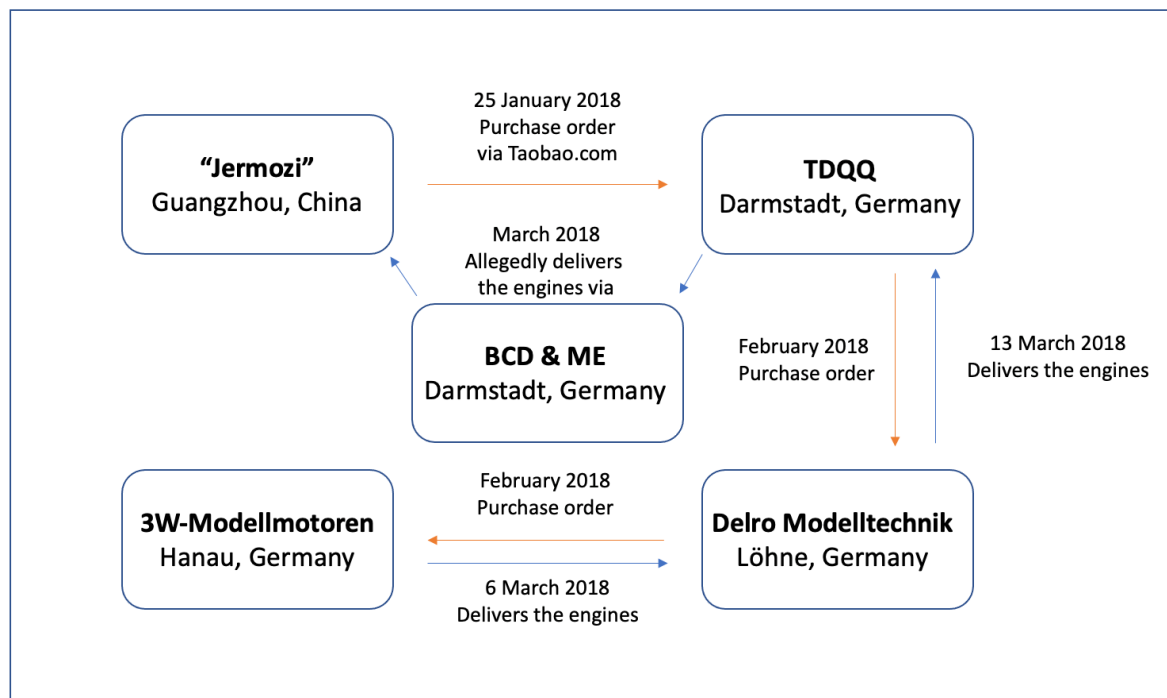 25 January 2018
Purchase order
via Taobao.com
“Jermozi”
Guangzhou, China
TDQQ
Darmstadt, Germany
March 2018
Allegedly delivers
the engines via
BCD & ME
Darmstadt, Germany
February 2018
Purchase order
13 March 2018
Delivers the engines
February 2018
Purchase order
3W-Modellmotoren
Hanau, Germany
Delro Modelltechnik
Löhne, Germany
6 March 2018
Delivers the engines